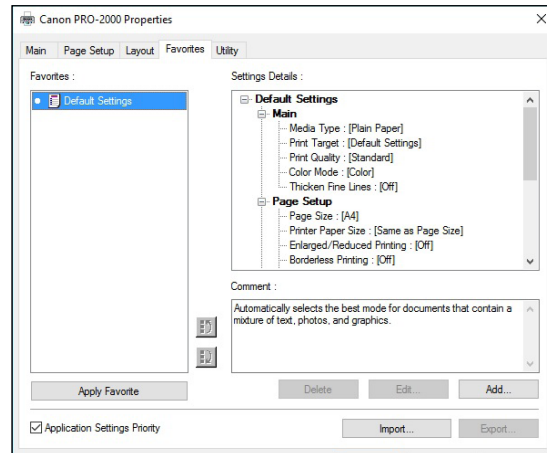 Canon PRO-2000 Properties
Main Page Setup Layout Favorites Utility
Favorites :
Default Settings
Settings Details :
Default Settings
Main
Media Type : [Plain Paper]
Print Target : [Default Settings]
Print Quality : [Standard]
Color Mode : [Color]
Thicken Fine Lines : [Off]
Page Setup
Page Size : [A4]
Printer Paper Size : [Same as Page Size]
Enlarged/Reduced Printing : [Off]
Borderless Printing : [Off]
Comment :
Automatically selects the best mode for documents that contain a
mixture of text, photos, and graphics.
Apply Favorite
Delete Edit... Add...
Application Settings Priority
Import... Export...